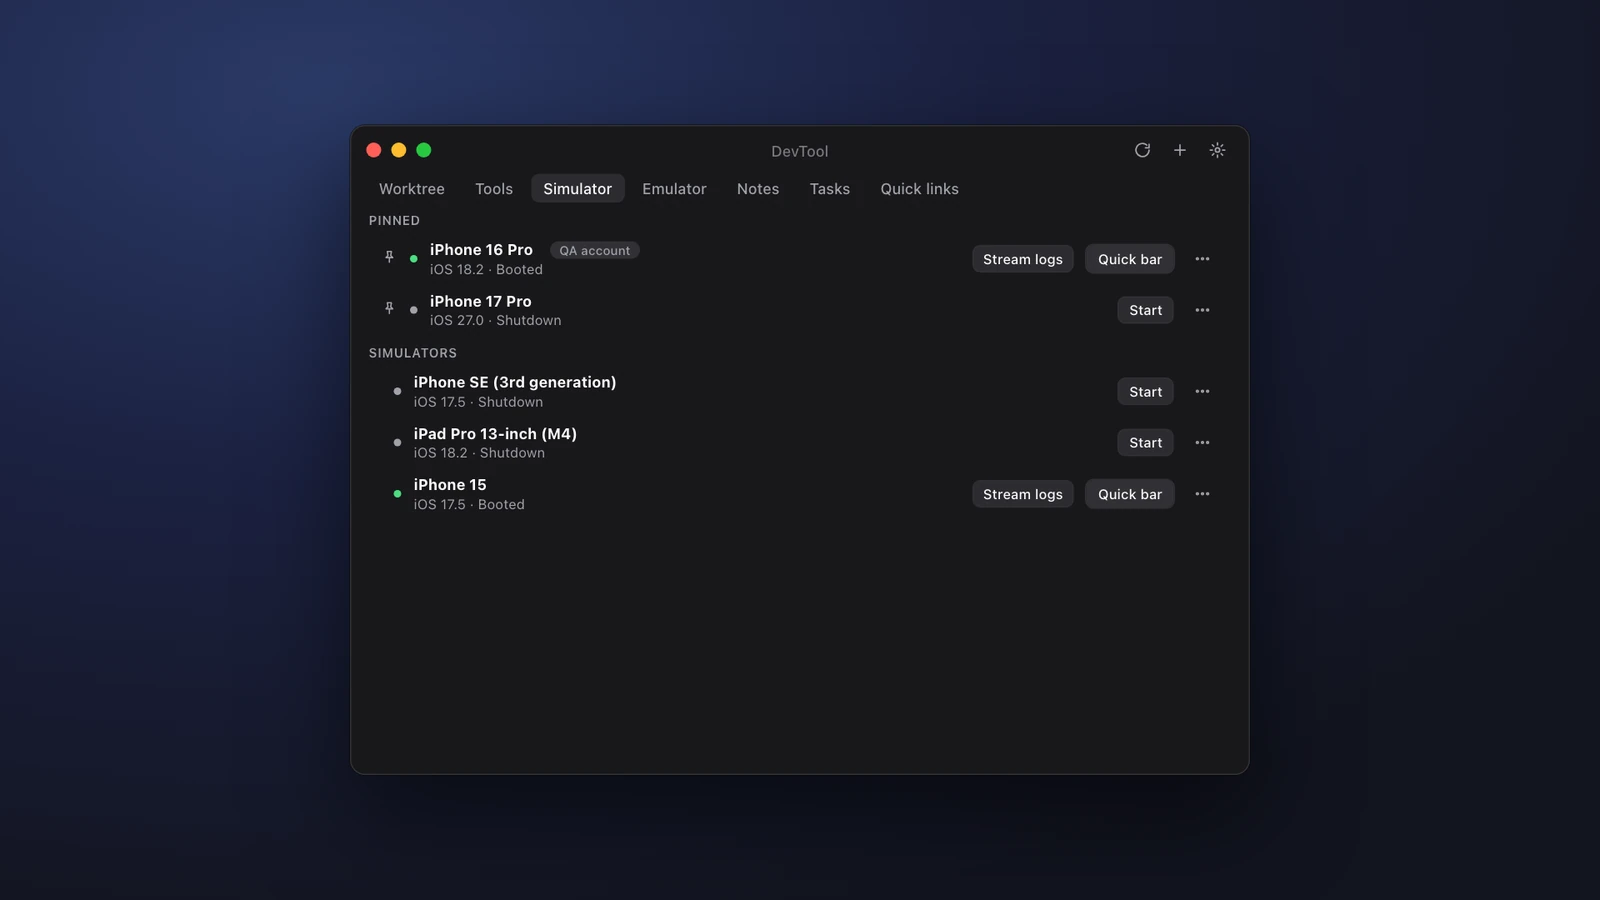 DevTool
Worktree Tools Simulator Emulator Notes Tasks Quick links
PINNED
iPhone 16 Pro QA account
iOS 18.2 · Booted
Stream logs Quick bar
iPhone 17 Pro
iOS 27.0 · Shutdown
Start
SIMULATORS
iPhone SE (3rd generation)
iOS 17.5 · Shutdown
Start
iPad Pro 13-inch (M4)
iOS 18.2 · Shutdown
Start
iPhone 15
iOS 17.5 · Booted
Stream logs Quick bar